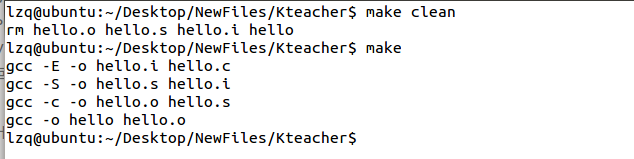 lzq@ubuntu:~/Desktop/NewFiles/Kteacher$ make clean
rm hello.o hello.s hello.i hello
lzq@ubuntu:~/Desktop/NewFiles/Kteacher$ make
gcc -E -o hello.i hello.c
gcc -S -o hello.s hello.i
gcc -c -o hello.o hello.s
gcc -o hello hello.o
lzq@ubuntu:~/Desktop/NewFiles/Kteacher$